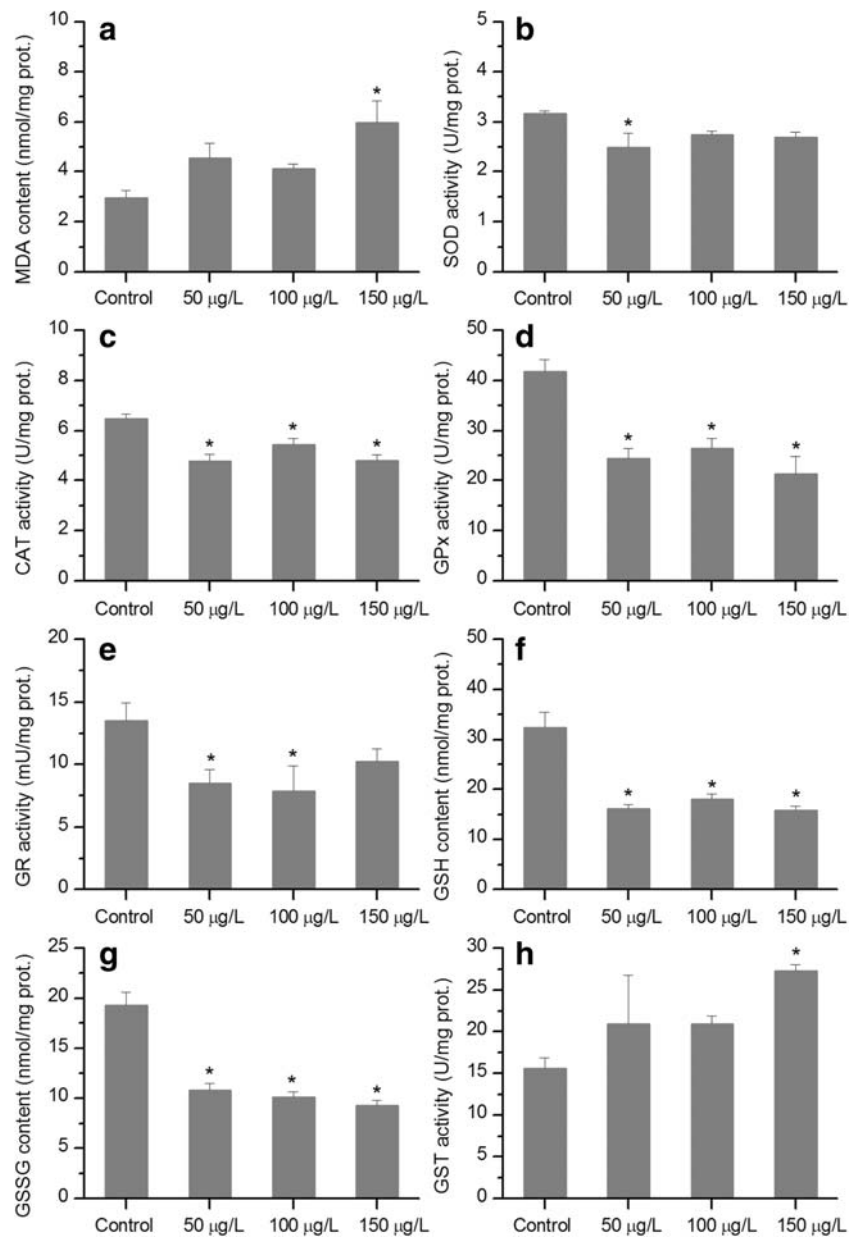 a
MDA content (nmol/mg prot.)
10
8
6
4
2
0
*
Control 50 μg/L 100 μg/L 150 μg/L
b
SOD activity (U/mg prot.)
5
4
3
2
1
0
*
Control 50 μg/L 100 μg/L 150 μg/L
c
CAT activity (U/mg prot.)
10
8
6
4
2
0
* * *
Control 50 μg/L 100 μg/L 150 μg/L
d
GPx activity (U/mg prot.)
50
40
30
20
10
0
* * *
Control 50 μg/L 100 μg/L 150 μg/L
e
GR activity (mU/mg prot.)
20
15
10
5
0
* *
Control 50 μg/L 100 μg/L 150 μg/L
f
GSH content (nmol/mg prot.)
50
40
30
20
10
0
* * *
Control 50 μg/L 100 μg/L 150 μg/L
g
GSSG content (nmol/mg prot.)
25
20
15
10
5
0
* * *
Control 50 μg/L 100 μg/L 150 μg/L
h
GST activity (U/mg prot.)
30
25
20
15
10
5
0
*
Control 50 μg/L 100 μg/L 150 μg/L